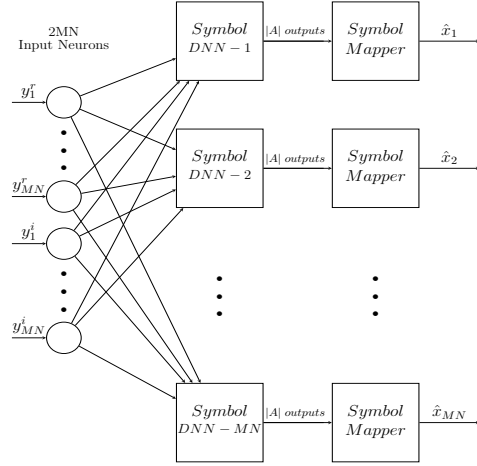 2MN
Input Neurons
y_1^r
y_{MN}^r
y_1^i
y_{MN}^i
Symbol
DNN − 1
|A| outputs
Symbol
Mapper
x̂_1
Symbol
DNN − 2
|A| outputs
Symbol
Mapper
x̂_2
Symbol
DNN − MN
|A| outputs
Symbol
Mapper
x̂_{MN}